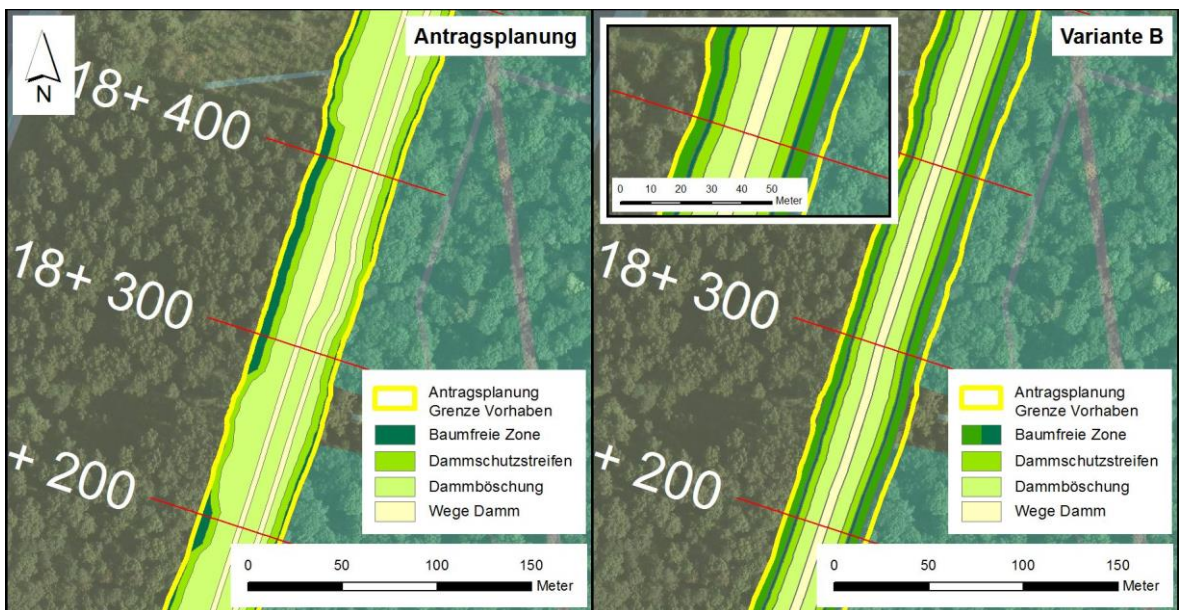 Antragsplanung
N
18+ 400
18+ 300
+ 200
Antragsplanung
Grenze Vorhaben
Baumfreie Zone
Dammschutzstreifen
Dammböschung
Wege Damm
0 50 100 150
Meter
Variante B
0 10 20 30 40 50
Meter
18+ 300
+ 200
Antragsplanung
Grenze Vorhaben
Baumfreie Zone
Dammschutzstreifen
Dammböschung
Wege Damm
0 50 100 150
Meter